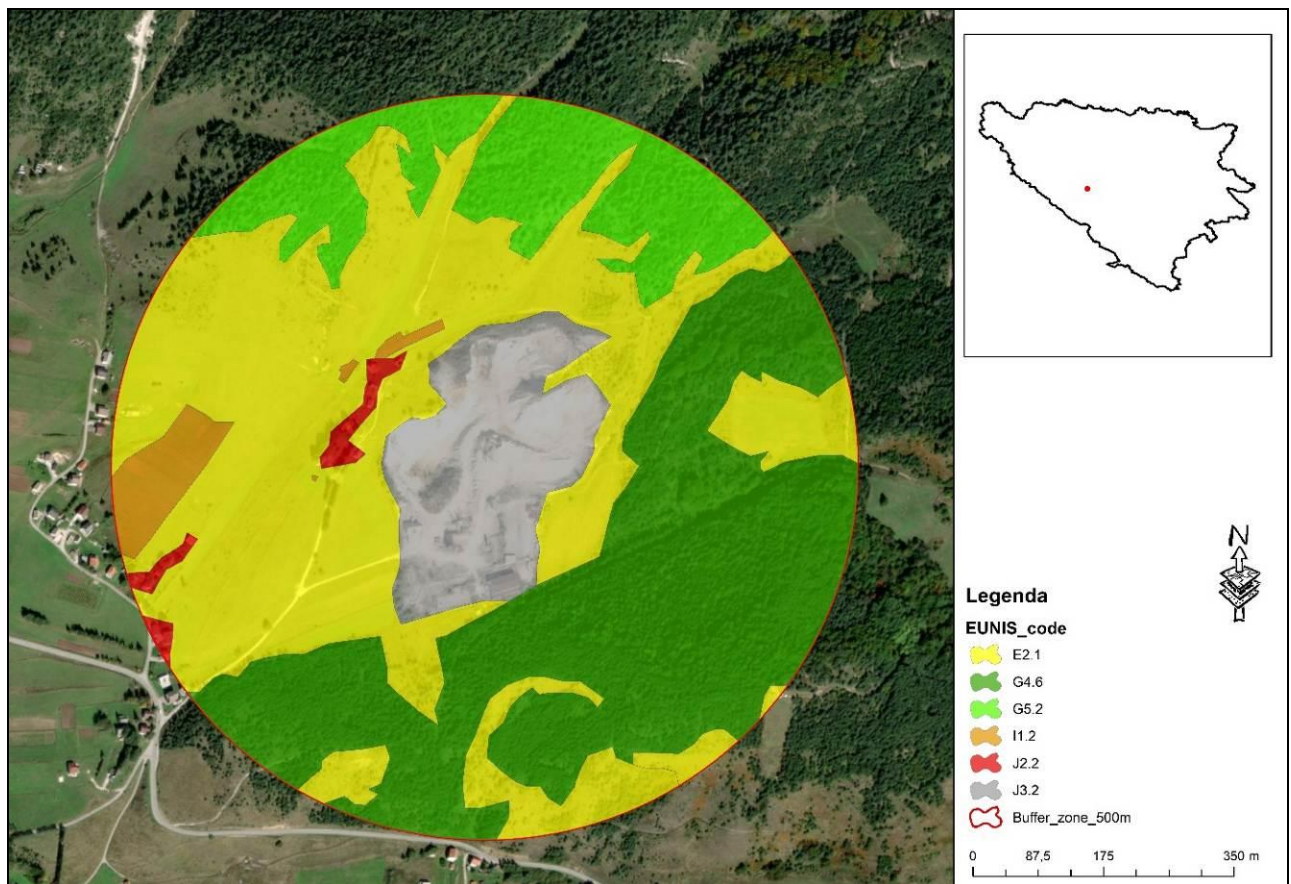 N
Legenda
EUNIS_code
E2.1
G4.6
G5.2
I1.2
J2.2
J3.2
Buffer_zone_500m
0 87,5 175 350 m